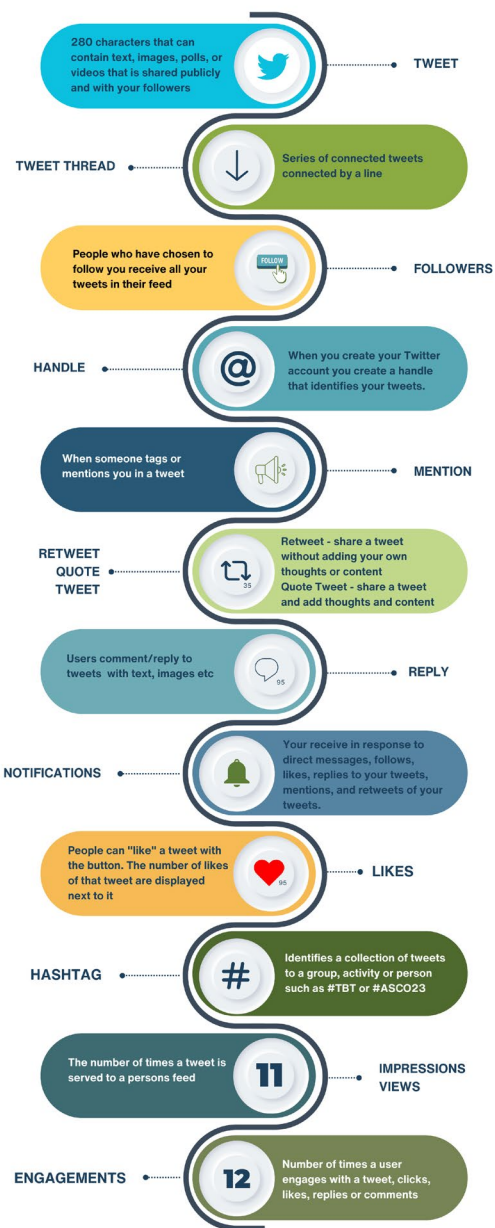 280 characters that can
contain text, images, polls, or
videos that is shared publicly
and with your followers
TWEET
TWEET THREAD
Series of connected tweets
connected by a line
People who have chosen to
follow you receive all your
tweets in their feed
FOLLOW
FOLLOWERS
HANDLE
@
When you create your Twitter
account you create a handle
that identifies your tweets.
When someone tags or
mentions you in a tweet
MENTION
RETWEET
QUOTE
TWEET
35
Retweet - share a tweet
without adding your own
thoughts or content
Quote Tweet - share a tweet
and add thoughts and content
Users comment/reply to
tweets with text, images etc
95
REPLY
NOTIFICATIONS
Your receive in response to
direct messages, follows,
likes, replies to your tweets,
mentions, and retweets of your
tweets.
People can "like" a tweet with
the button. The number of likes
of that tweet are displayed
next to it
95
LIKES
HASHTAG
#
Identifies a collection of tweets
to a group, activity or person
such as #TBT or #ASCO23
The number of times a tweet is
served to a persons feed
11
IMPRESSIONS
VIEWS
ENGAGEMENTS
12
Number of times a user
engages with a tweet, clicks,
likes, replies or comments